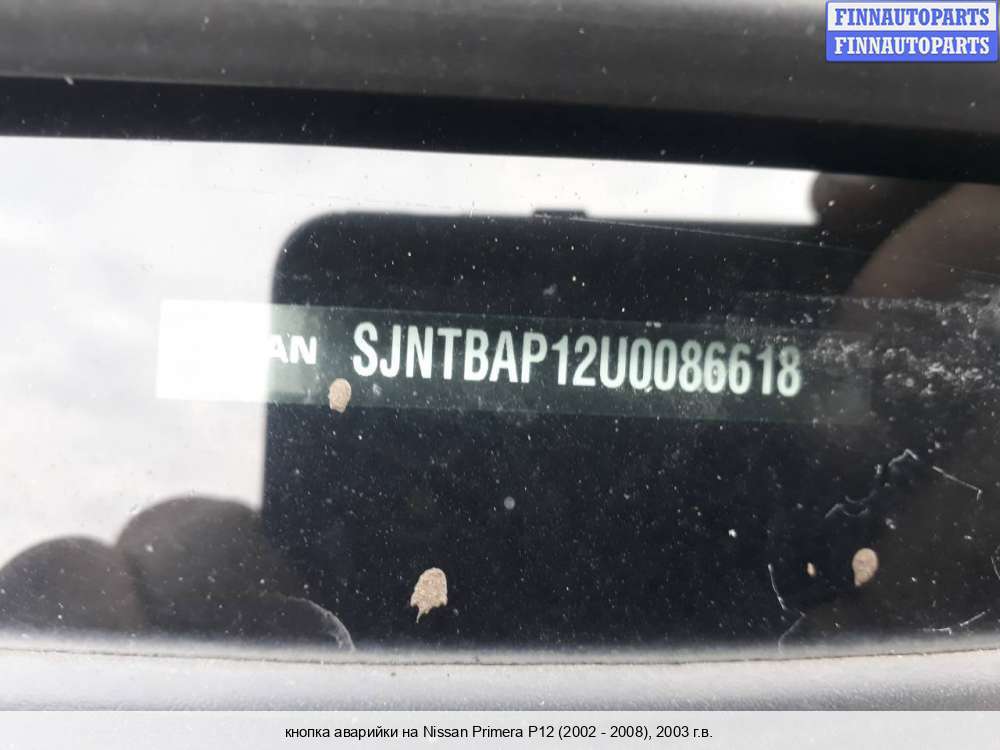 FINNAUTOPARTS
FINNAUTOPARTS
SJNTBAP12U0086618
кнопка аварийки на Nissan Primera P12 (2002 - 2008), 2003 г.в.